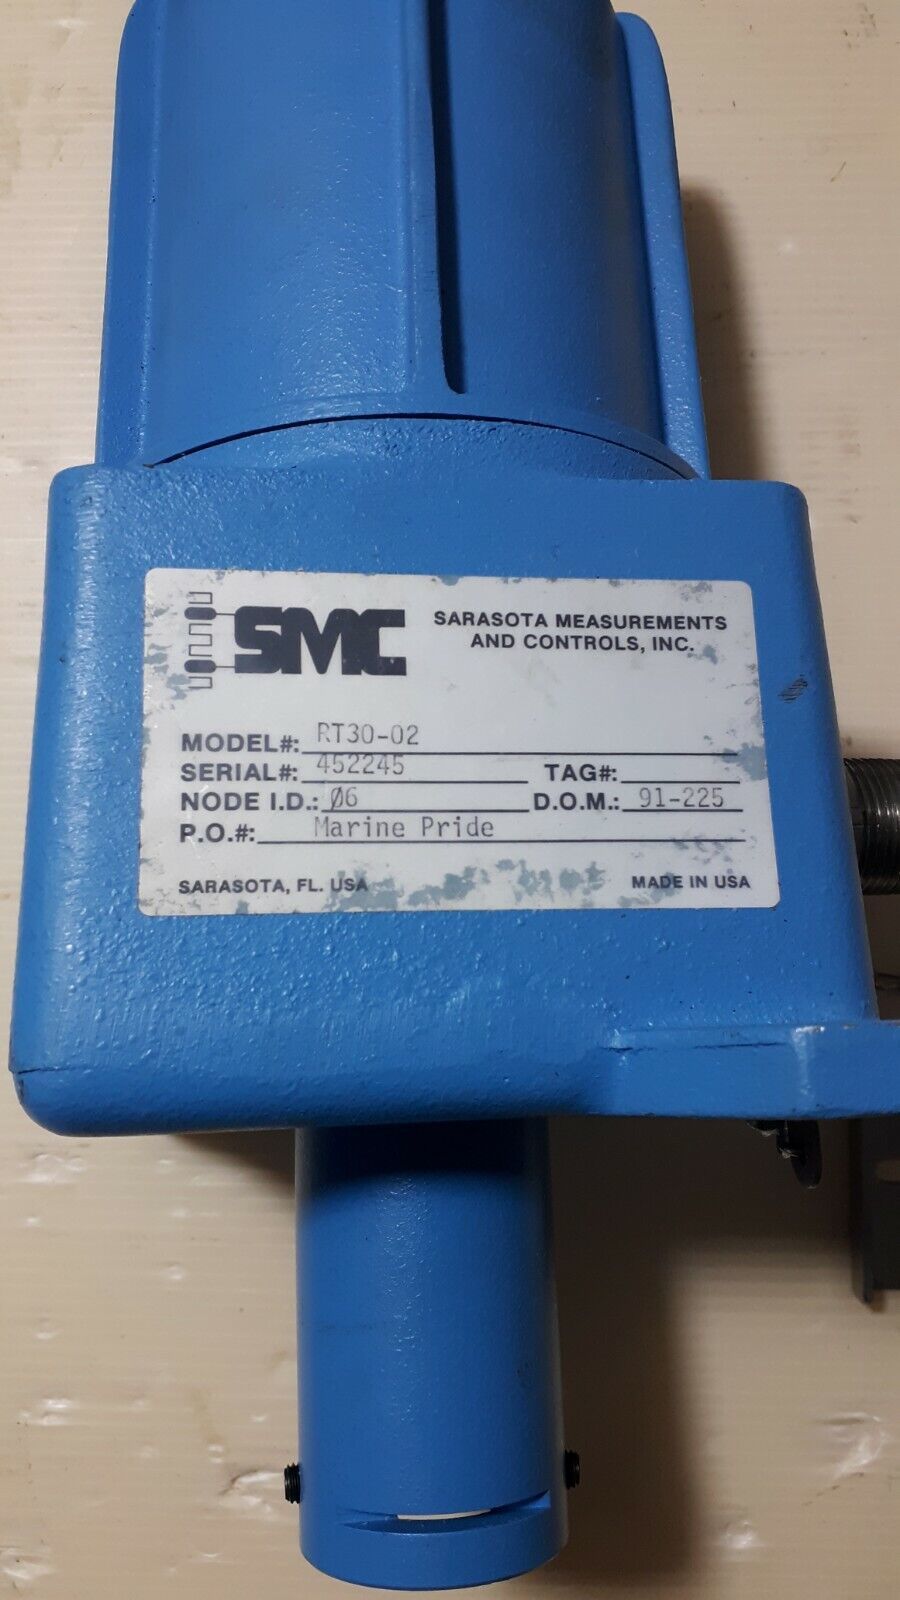 SMC
SARASOTA MEASUREMENTS
AND CONTROLS, INC.
MODEL#: RT30-02
SERIAL#: 452245 TAG#:
NODE I.D.: Ø6 D.O.M.: 91-225
P.O.#: Marine Pride
SARASOTA, FL. USA MADE IN USA